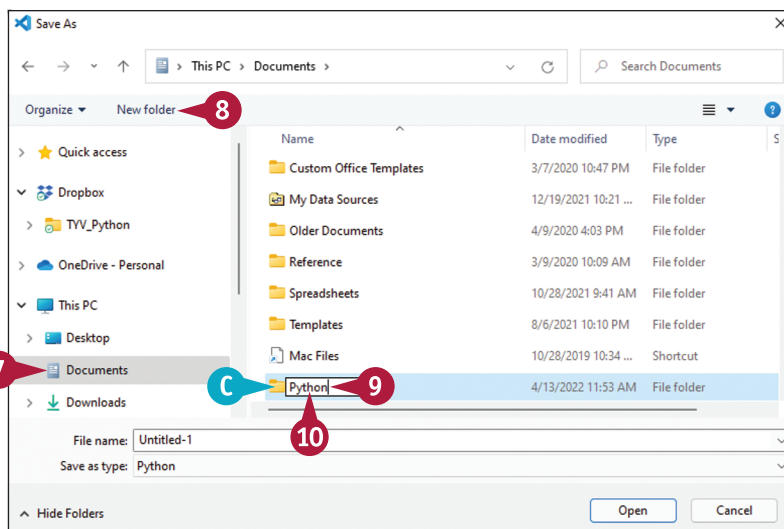 Save As
This PC > Documents >
Search Documents
Organize
New folder
8
Name
Date modified
Type
S
Quick access
Dropbox
TYV_Python
OneDrive - Personal
This PC
Desktop
7
Documents
Downloads
Custom Office Templates 3/7/2020 10:47 PM File folder
My Data Sources 12/19/2021 10:21 ... File folder
Older Documents 4/9/2020 4:03 PM File folder
Reference 3/9/2020 10:09 AM File folder
Spreadsheets 10/28/2021 9:41 AM File folder
Templates 8/6/2021 10:10 PM File folder
Mac Files 10/28/2019 10:34 ... Shortcut
C Python 9 4/13/2022 11:53 AM File folder
10
File name: Untitled-1
Save as type: Python
Hide Folders
Open
Cancel